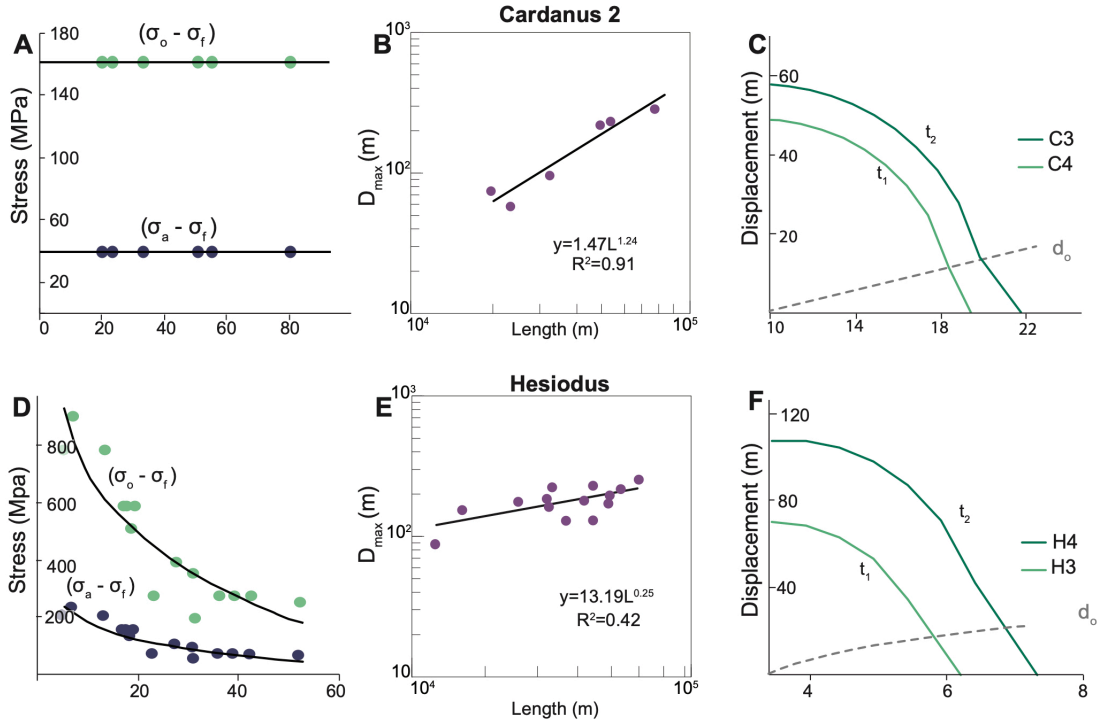 Cardanus 2
A
180
140
100
60
20
Stress (MPa)
(σo - σf)
(σa - σf)
0 20 40 60 80
B
10³
10²
10
Dmax (m)
y=1.47L^1.24
R²=0.91
10⁴ 10⁵
Length (m)
C
60
40
20
Displacement (m)
t₂
t₁
C3
C4
do
10 14 18 22
Hesiodus
D
800
600
400
200
Stress (Mpa)
(σo - σf)
(σa - σf)
20 40 60
E
10³
10²
10
Dmax (m)
y=13.19L^0.25
R²=0.42
10⁴ 10⁵
Length (m)
F
120
80
40
Displacement (m)
t₂
t₁
H4
H3
do
4 6 8